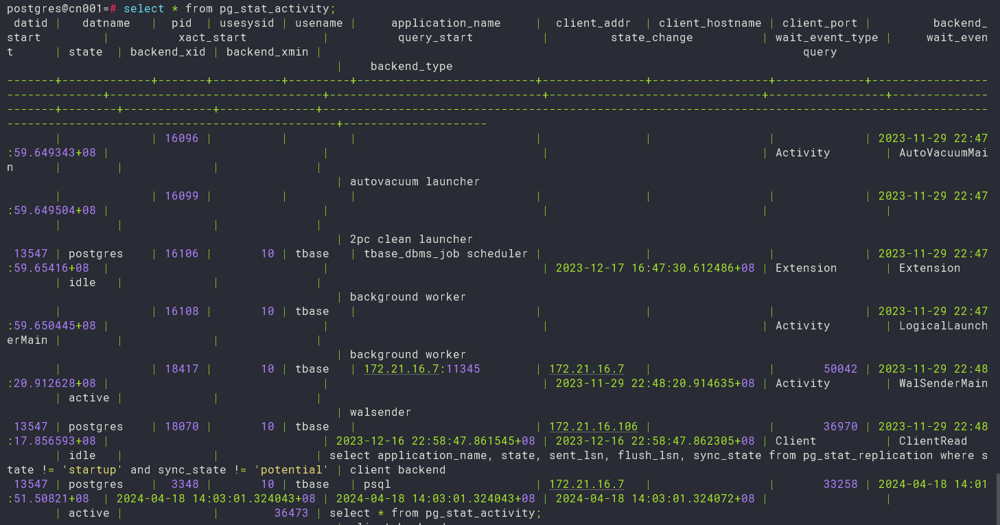 postgres@cn001=# select * from pg_stat_activity;
 datid |   datname   |  pid  | usesysid | usename |     application_name     |  client_addr  | client_hostname | client_port |         backend_
start         |          xact_start           |          query_start          |         state_change          | wait_event_type |     wait_even
t      | state  | backend_xid | backend_xmin |                                                                      query
                                                |    backend_type
-------+-------------+-------+----------+---------+--------------------------+---------------+-----------------+-------------+-----------------
--------------+-------------------------------+-------------------------------+-------------------------------+-----------------+--------------
-------+--------+-------------+--------------+-------------------------------------------------------------------------------------------------
------------------------------------------------+---------------------
       |             | 16096 |          |         |                          |               |                 |             | 2023-11-29 22:47
:59.649343+08 |                               |                               |                               | Activity        | AutoVacuumMai
n      |        |             |              |
                                                | autovacuum launcher
       |             | 16099 |          |         |                          |               |                 |             | 2023-11-29 22:47
:59.649504+08 |                               |                               |                               |                 |
       |        |             |              |
                                                | 2pc clean launcher
 13547 | postgres    | 16106 |       10 | tbase   | tbase_dbms_job scheduler |               |                 |             | 2023-11-29 22:47
:59.65416+08  |                               |                               | 2023-12-17 16:47:30.612486+08 | Extension       | Extension
       | idle   |             |              |
                                                | background worker
       |             | 16108 |       10 | tbase   |                          |               |                 |             | 2023-11-29 22:47
:59.650445+08 |                               |                               |                               | Activity        | LogicalLaunch
erMain |        |             |              |
                                                | background worker
       |             | 18417 |       10 | tbase   | 172.21.16.7:11345        | 172.21.16.7   |                 |       50042 | 2023-11-29 22:48
:20.912628+08 |                               |                               | 2023-11-29 22:48:20.914635+08 | Activity        | WalSenderMain
       | active |             |              |
                                                | walsender
 13547 | postgres    | 18070 |       10 | tbase   |                          | 172.21.16.106 |                 |       36970 | 2023-11-29 22:48
:17.856593+08 |                               | 2023-12-16 22:58:47.861545+08 | 2023-12-16 22:58:47.862305+08 | Client          | ClientRead
       | idle   |             |              | select application_name, state, sent_lsn, flush_lsn, sync_state from pg_stat_replication where s
tate != 'startup' and sync_state != 'potential' | client backend
 13547 | postgres    |  3348 |       10 | tbase   | psql                     | 172.21.16.7   |                 |       33258 | 2024-04-18 14:01
:51.50821+08  | 2024-04-18 14:03:01.324043+08 | 2024-04-18 14:03:01.324043+08 | 2024-04-18 14:03:01.324072+08 |                 |
       | active |             |        36473 | select * from pg_stat_activity;